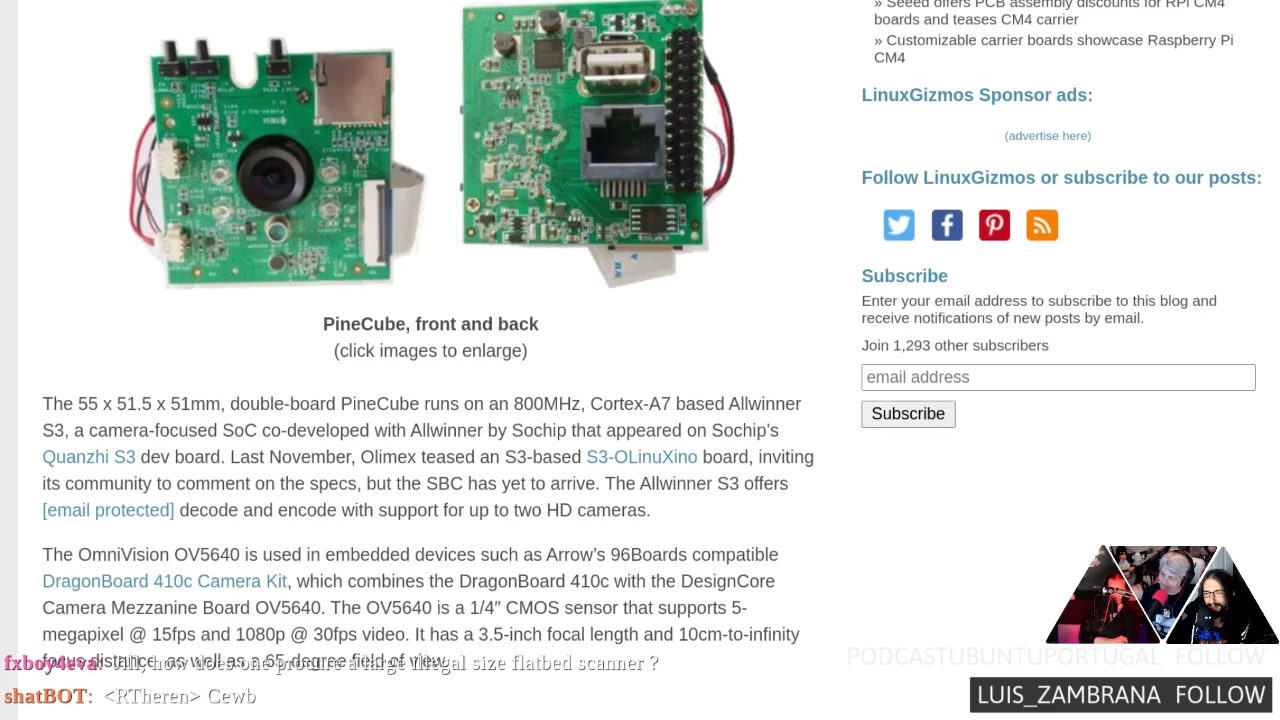 » Seeed offers PCB assembly discounts for RPi CM4
boards and teases CM4 carrier
» Customizable carrier boards showcase Raspberry Pi
CM4
LinuxGizmos Sponsor ads:
(advertise here)
Follow LinuxGizmos or subscribe to our posts:
Subscribe
Enter your email address to subscribe to this blog and
receive notifications of new posts by email.
Join 1,293 other subscribers
email address
Subscribe
PineCube, front and back
(click images to enlarge)
The 55 x 51.5 x 51mm, double-board PineCube runs on an 800MHz, Cortex-A7 based Allwinner
S3, a camera-focused SoC co-developed with Allwinner by Sochip that appeared on Sochip’s
Quanzhi S3 dev board. Last November, Olimex teased an S3-based S3-OLinuXino board, inviting
its community to comment on the specs, but the SBC has yet to arrive. The Allwinner S3 offers
[email protected] decode and encode with support for up to two HD cameras.
The OmniVision OV5640 is used in embedded devices such as Arrow’s 96Boards compatible
DragonBoard 410c Camera Kit, which combines the DragonBoard 410c with the DesignCore
Camera Mezzanine Board OV5640. The OV5640 is a 1/4″ CMOS sensor that supports 5-
megapixel @ 15fps and 1080p @ 30fps video. It has a 3.5-inch focal length and 10cm-to-infinity
focus distance, as well as a 65-degree field of view.
fxboy4eva: how does one procure a large illegal size flatbed scanner ?
shatBOT: <RTheren> Cewb
PODCASTUBUNTUPORTUGAL FOLLOW
LUIS_ZAMBRANA FOLLOW